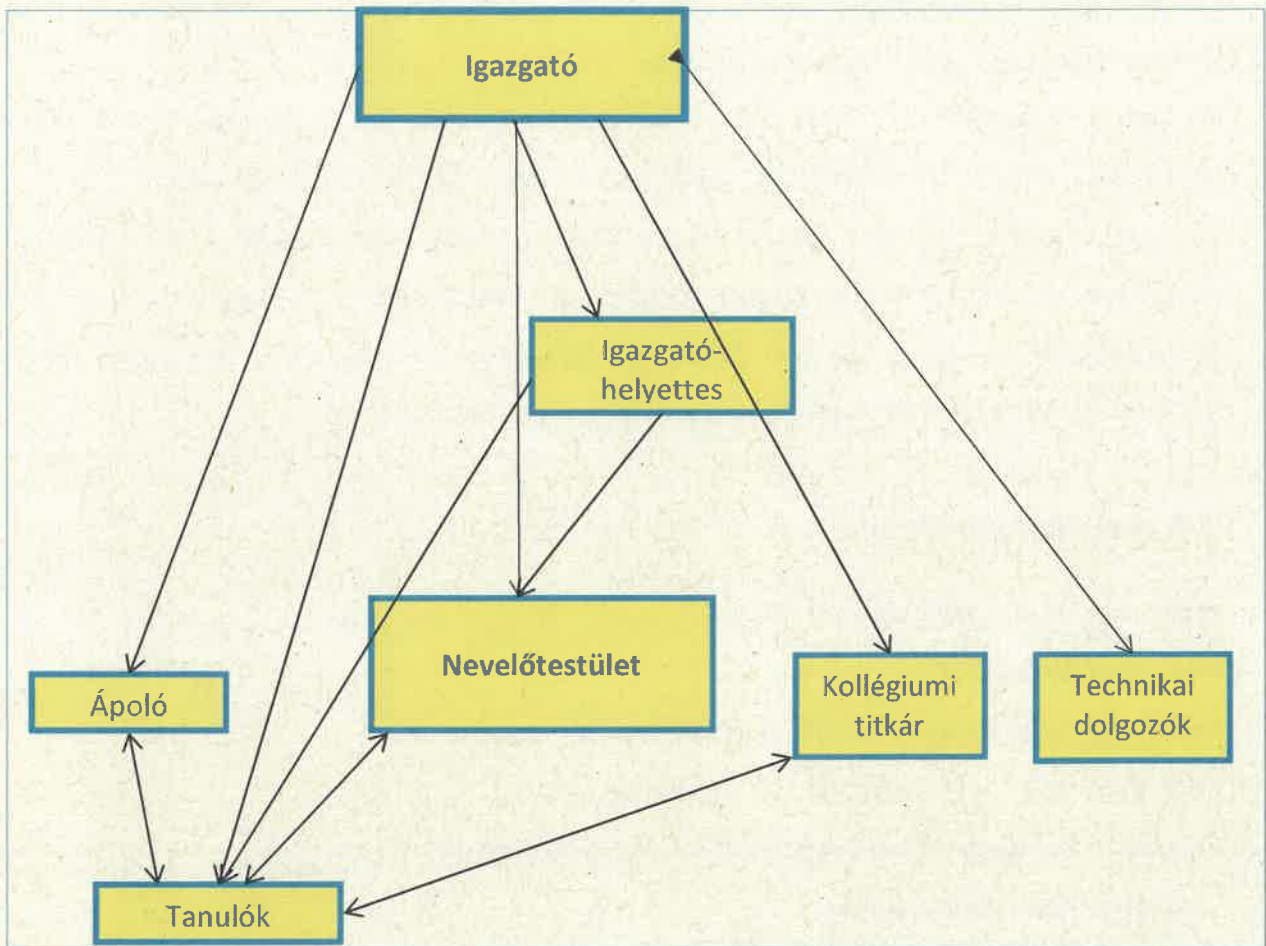 Igazgató
Igazgató-
helyettes
Nevelőtestület
Ápoló
Kollégiumi
titkár
Technikai
dolgozók
Tanulók